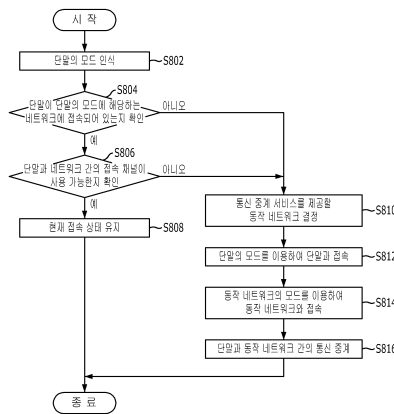 시 작
단말의 모드 인식
S802
S804
단말이 단말의 모드에 해당하는
네트워크에 접속되어 있는지 확인
아니오
예
S806
단말과 네트워크 간의 접속 채널이
사용 가능한지 확인
아니오
예
현재 접속 상태 유지
S808
통신 중계 서비스를 제공할
동작 네트워크 결정
S810
단말의 모드를 이용하여 단말과 접속
S812
동작 네트워크의 모드를 이용하여
동작 네트워크와 접속
S814
단말과 동작 네트워크 간의 통신 중계
S816
종 료